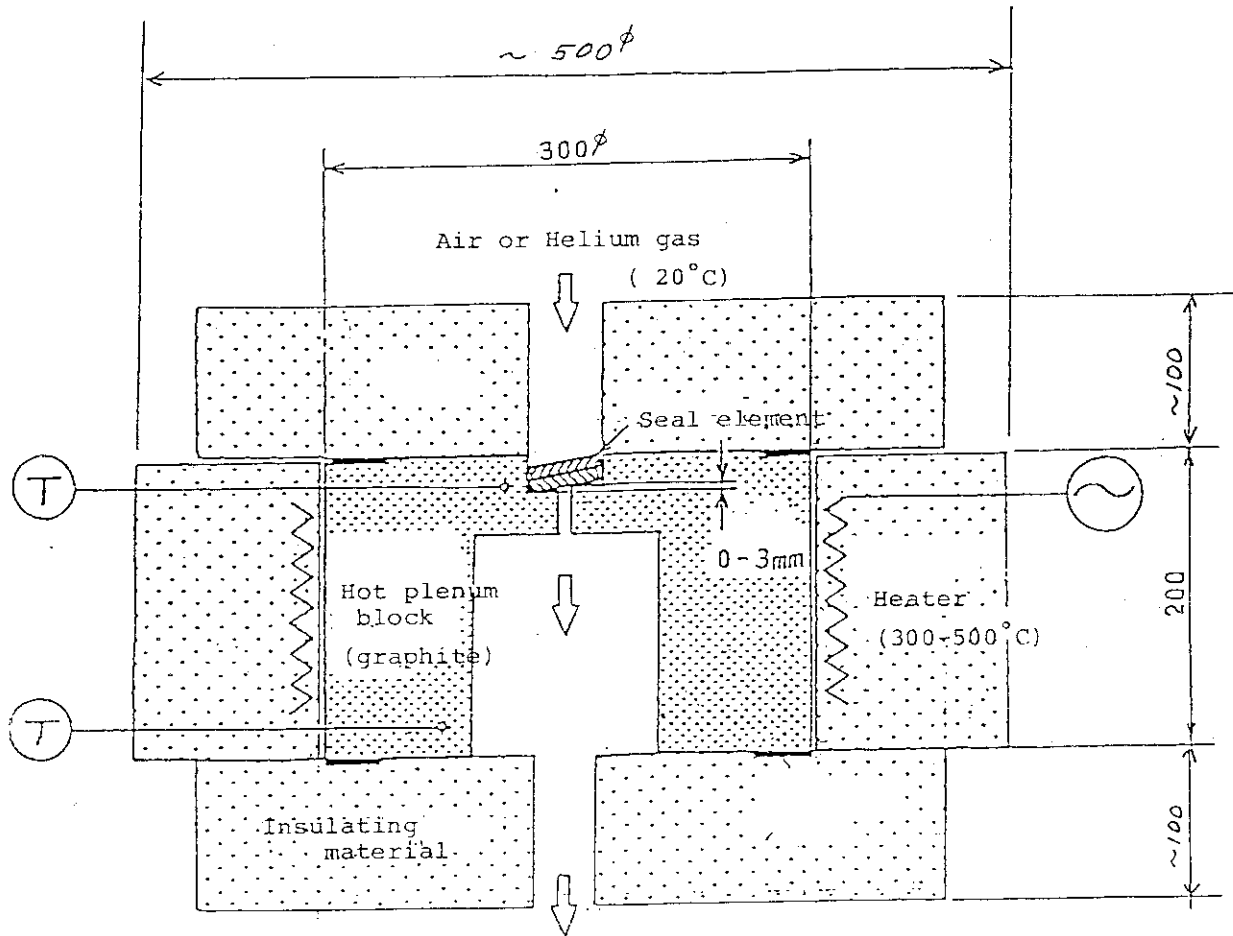 ~ 500φ
300φ
Air or Helium gas
( 20°C)
~100
Seal element
T
0-3mm
Hot plenum
block
(graphite)
Heater
(300-500°C)
200
T
Insulating
material
~100